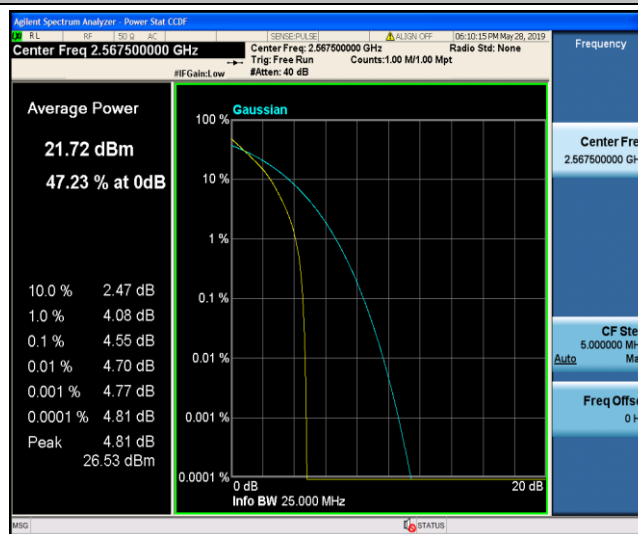 Agilent Spectrum Analyzer - Power Stat CCDF
RL RF 50 Ω AC SENSE:PULSE ALIGN OFF 06:10:15 PM May 28, 2019
Center Freq 2.567500000 GHz
Center Freq: 2.567500000 GHz Radio Std: None
Trig: Free Run Counts:1.00 M/1.00 Mpt
#IFGain:Low #Atten: 40 dB
Frequency
Average Power
21.72 dBm
47.23 % at 0dB
10.0 % 2.47 dB
1.0 % 4.08 dB
0.1 % 4.55 dB
0.01 % 4.70 dB
0.001 % 4.77 dB
0.0001 % 4.81 dB
Peak 4.81 dB
26.53 dBm
Gaussian
100 %
10 %
1 %
0.1 %
0.01 %
0.001 %
0.0001 %
0 dB 20 dB
Info BW 25.000 MHz
Center Fre
2.567500000 GH
CF Ste
5.000000 MH
Auto Ma
Freq Offs
0 H
MSG STATUS